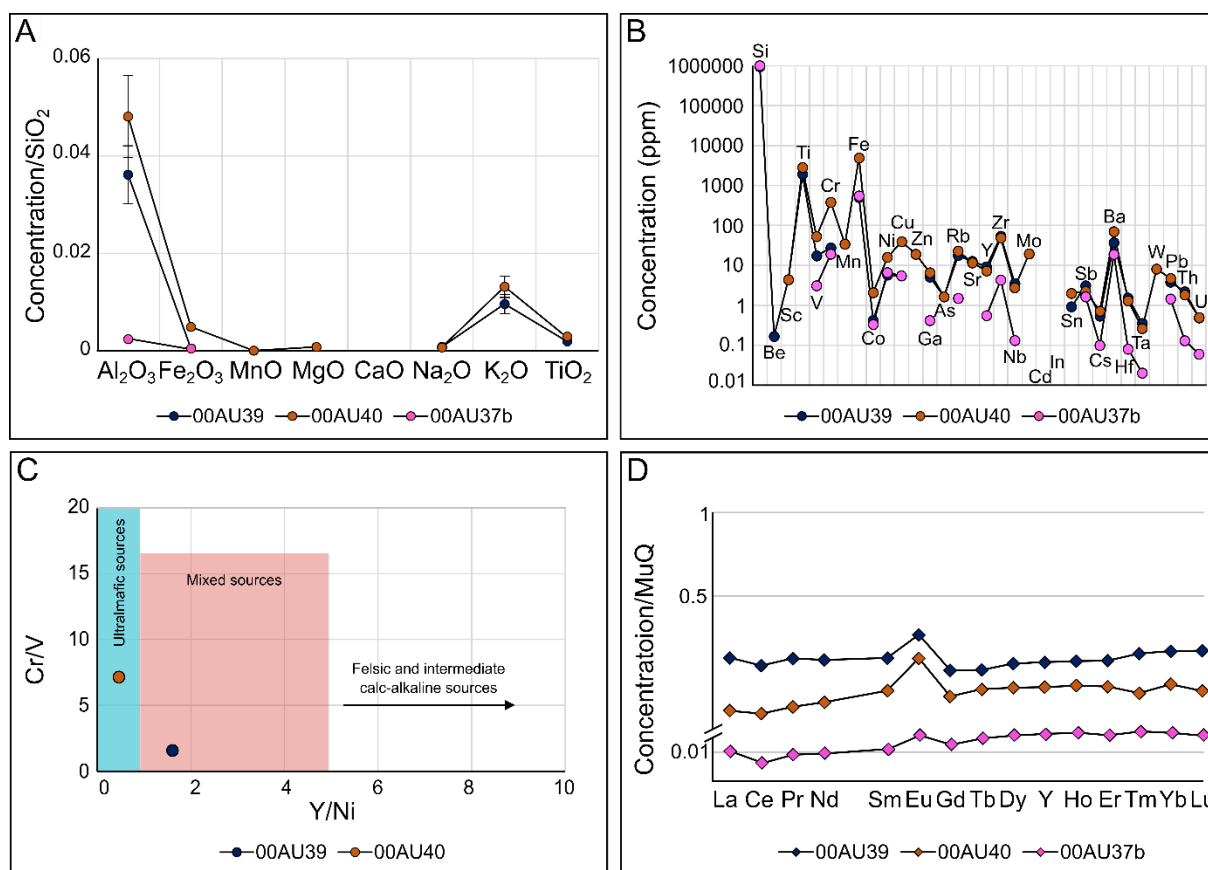 A
Concentration/SiO₂
0.06
0.04
0.02
0
Al₂O₃ Fe₂O₃ MnO MgO CaO Na₂O K₂O TiO₂
00AU39 00AU40 00AU37b
B
Concentration (ppm)
1000000
100000
10000
1000
100
10
1
0.1
0.01
Si
Be
Sc
Ti
V
Cr
Mn
Fe
Co
Ni
Cu
Zn
Ga
As
Rb
Sr
Y
Zr
Nb
Mo
Cd
In
Sn
Sb
Cs
Ba
Hf
Ta
W
Pb
Th
U
00AU39 00AU40 00AU37b
C
Cr/V
20
15
10
5
0
Ultralmafic sources
Mixed sources
Felsic and intermediate
calc-alkaline sources
0 2 4 6 8 10
Y/Ni
00AU39 00AU40
D
Concentratoion/MuQ
1
0.5
0.01
La Ce Pr Nd Sm Eu Gd Tb Dy Y Ho Er Tm Yb Lu
00AU39 00AU40 00AU37b